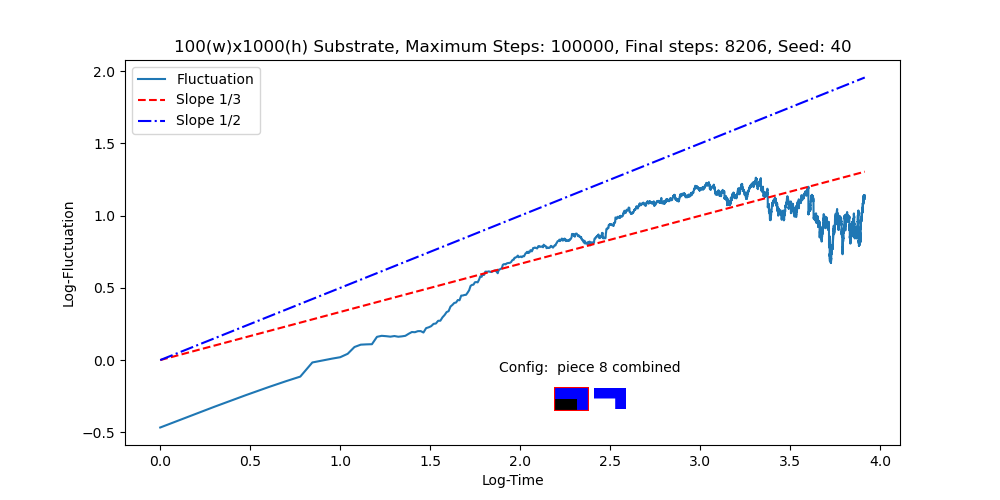 100(w)x1000(h) Substrate, Maximum Steps: 100000, Final steps: 8206, Seed: 40
Fluctuation
Slope 1/3
Slope 1/2
Log-Fluctuation
2.0
1.5
1.0
0.5
0.0
−0.5
Config:  piece 8 combined
0.0 0.5 1.0 1.5 2.0 2.5 3.0 3.5 4.0
Log-Time